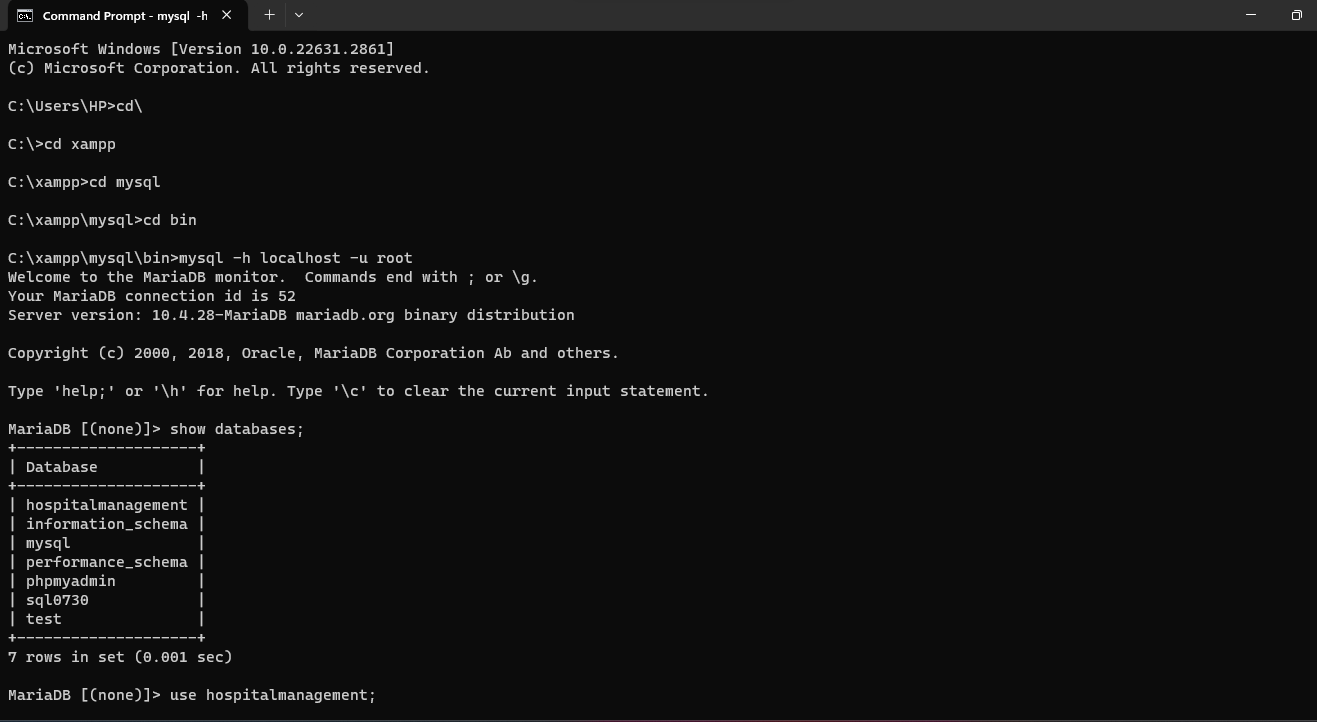 Command Prompt - mysql -h
Microsoft Windows [Version 10.0.22631.2861]
(c) Microsoft Corporation. All rights reserved.
C:\Users\HP>cd\
C:\>cd xampp
C:\xampp>cd mysql
C:\xampp\mysql>cd bin
C:\xampp\mysql\bin>mysql -h localhost -u root
Welcome to the MariaDB monitor.  Commands end with ; or \g.
Your MariaDB connection id is 52
Server version: 10.4.28-MariaDB mariadb.org binary distribution
Copyright (c) 2000, 2018, Oracle, MariaDB Corporation Ab and others.
Type 'help;' or '\h' for help. Type '\c' to clear the current input statement.
MariaDB [(none)]> show databases;
+--------------------+
| Database           |
+--------------------+
| hospitalmanagement |
| information_schema |
| mysql              |
| performance_schema |
| phpmyadmin         |
| sql0730            |
| test               |
+--------------------+
7 rows in set (0.001 sec)
MariaDB [(none)]> use hospitalmanagement;